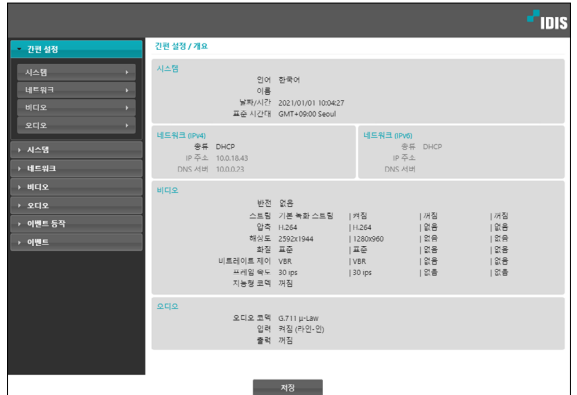 IDIS
간편 설정
시스템
네트워크
비디오
오디오
시스템
네트워크
비디오
오디오
이벤트 동작
이벤트
간편 설정 / 개요
시스템
언어 한국어
이름
날짜/시간 2021/01/01 10:04:27
표준 시간대 GMT+09:00 Seoul
네트워크 (IPv4)
종류 DHCP
IP 주소 10.0.18.43
DNS 서버 10.0.0.23
네트워크 (IPv6)
종류 DHCP
IP 주소
DNS 서버
비디오
반전 없음
스트림 기본 녹화 스트림 | 켜짐 | 꺼짐 | 꺼짐
압축 H.264 | H.264 | 없음 | 없음
해상도 2592x1944 | 1280x960 | 없음 | 없음
화질 표준 | 표준 | 없음 | 없음
비트레이트 제어 VBR | VBR | 없음 | 없음
프레임 속도 30 ips | 30 ips | 없음 | 없음
지능형 코덱 꺼짐
오디오
오디오 코덱 G.711 μ-Law
입력 켜짐 (라인-인)
출력 꺼짐
저장